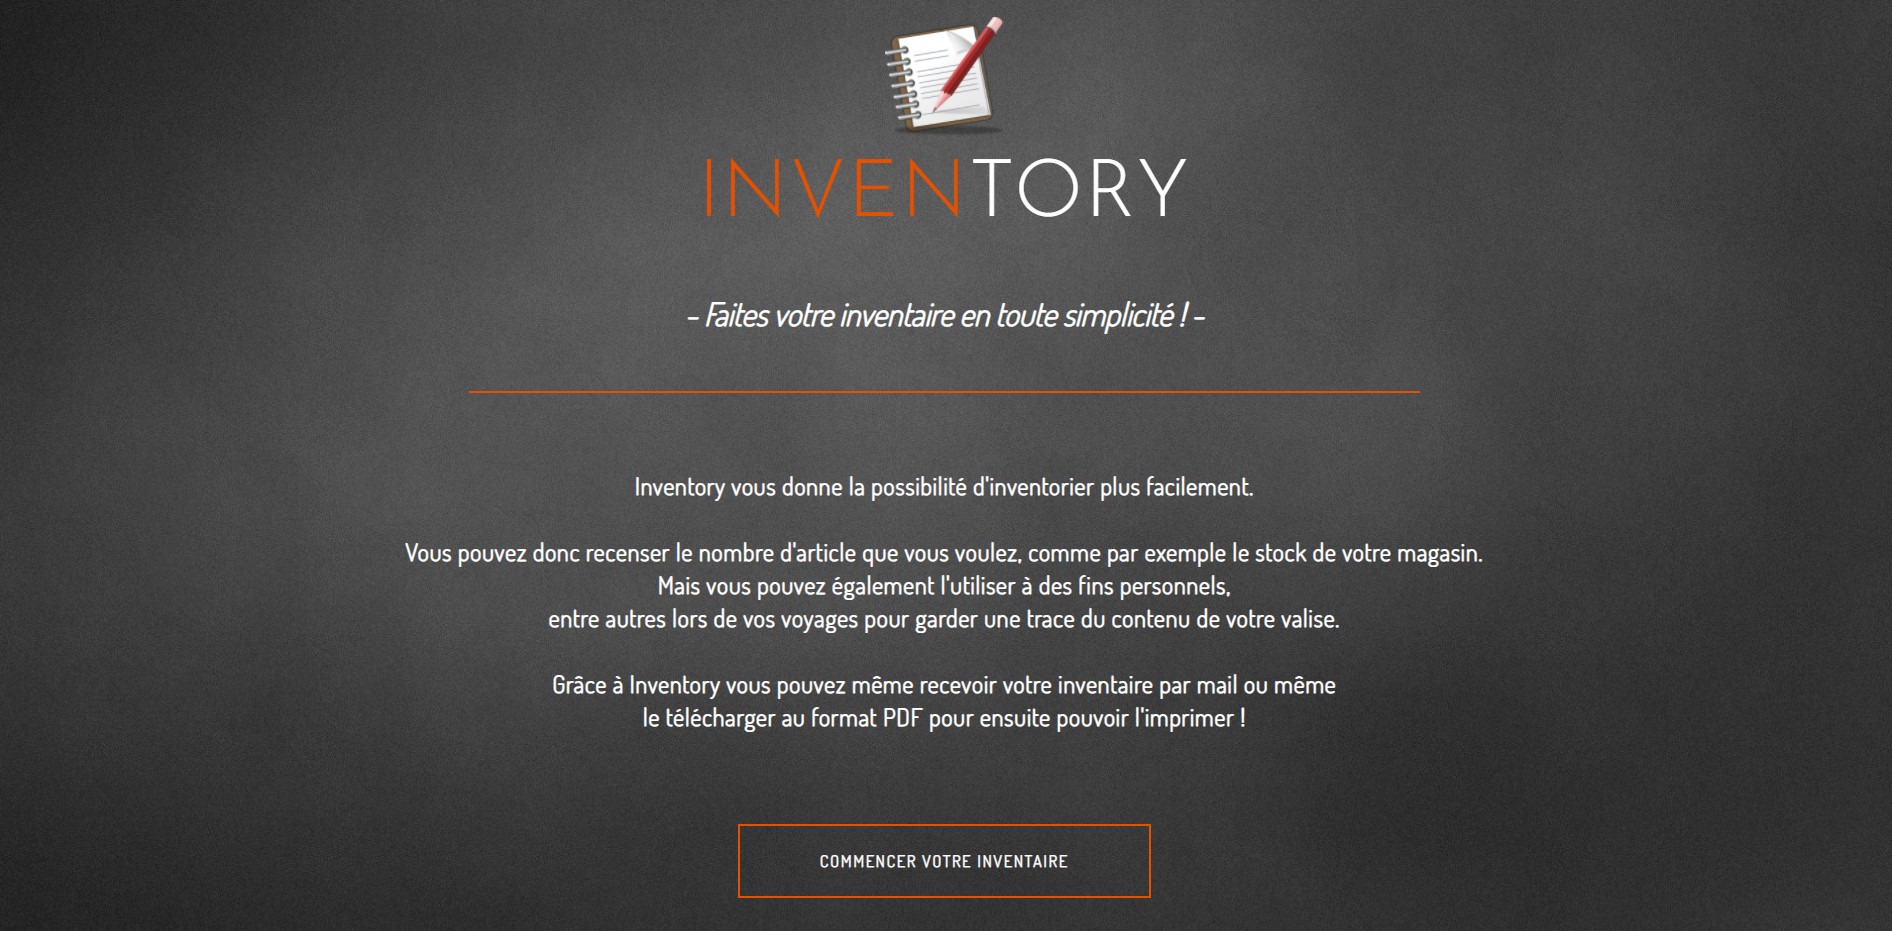 INVENTORY
- Faites votre inventaire en toute simplicité ! -
Inventory vous donne la possibilité d'inventorier plus facilement.
Vous pouvez donc recenser le nombre d'article que vous voulez, comme par exemple le stock de votre magasin.
Mais vous pouvez également l'utiliser à des fins personnels,
entre autres lors de vos voyages pour garder une trace du contenu de votre valise.
Grâce à Inventory vous pouvez même recevoir votre inventaire par mail ou même
le télécharger au format PDF pour ensuite pouvoir l'imprimer !
COMMENCER VOTRE INVENTAIRE